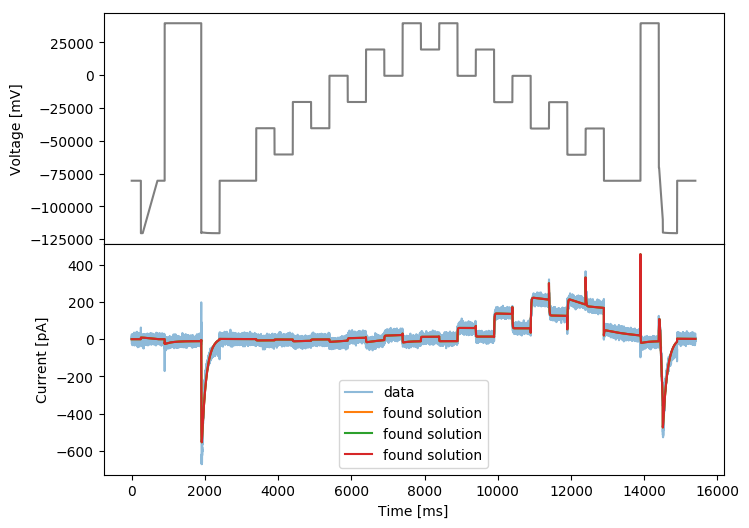 25000
0
−25000
−50000
−75000
−100000
−125000
Voltage [mV]
400
200
0
−200
−400
−600
Current [pA]
data
found solution
found solution
found solution
0 2000 4000 6000 8000 10000 12000 14000 16000
Time [ms]